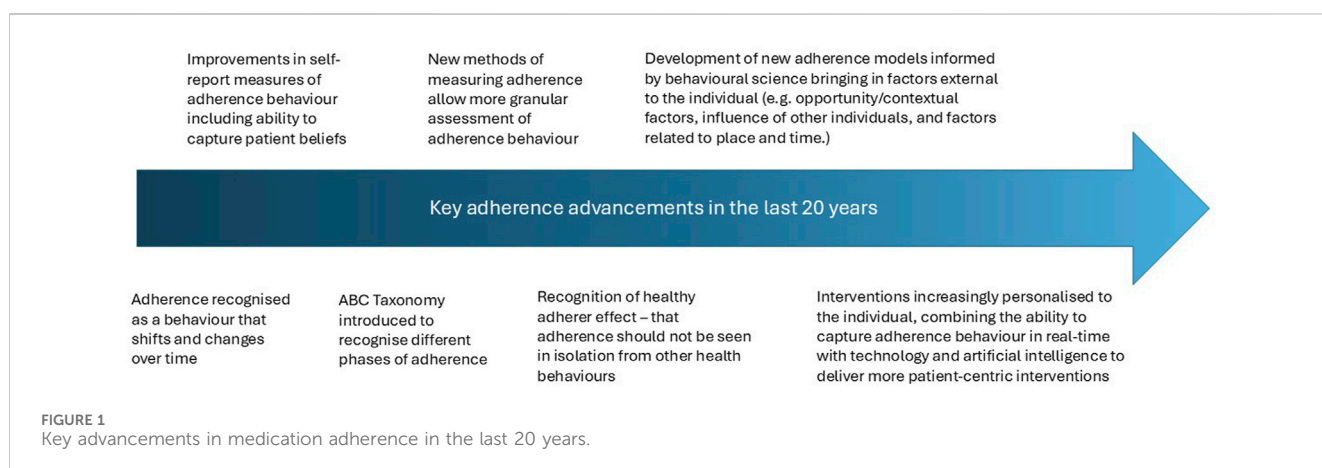 Improvements in self-
report measures of
adherence behaviour
including ability to
capture patient beliefs
New methods of
measuring adherence
allow more granular
assessment of
adherence behaviour
Development of new adherence models informed
by behavioural science bringing in factors external
to the individual (e.g. opportunity/contextual
factors, influence of other individuals, and factors
related to place and time.)
Key adherence advancements in the last 20 years
Adherence recognised
as a behaviour that
shifts and changes
over time
ABC Taxonomy
introduced to
recognise different
phases of adherence
Recognition of healthy
adherer effect – that
adherence should not be seen
in isolation from other health
behaviours
Interventions increasingly personalised to
the individual, combining the ability to
capture adherence behaviour in real-time
with technology and artificial intelligence to
deliver more patient-centric interventions
FIGURE 1
Key advancements in medication adherence in the last 20 years.